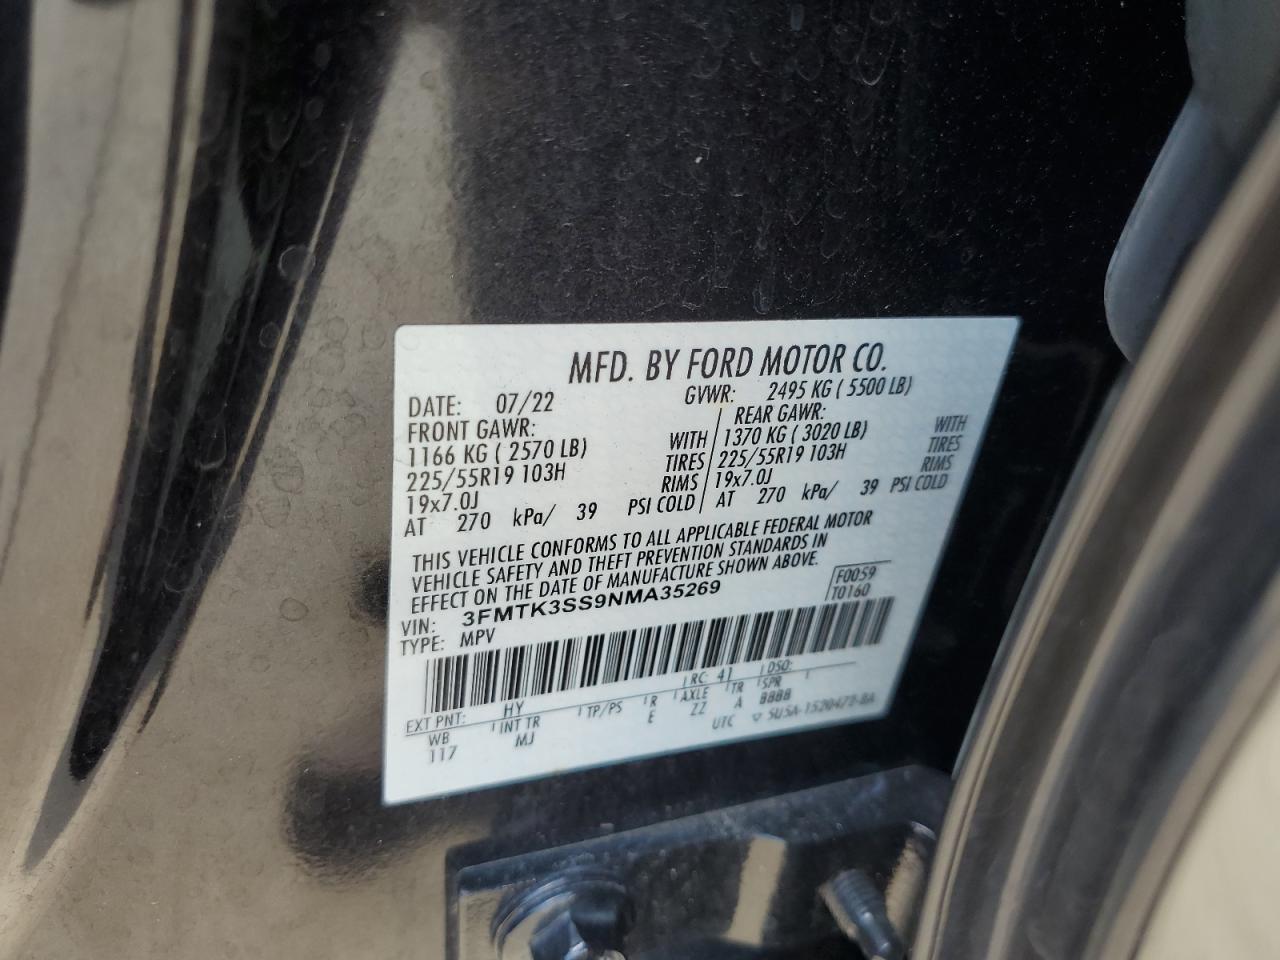 MFD. BY FORD MOTOR CO.
DATE: 07/22 GVWR: 2495 KG ( 5500 LB)
FRONT GAWR: REAR GAWR:
1166 KG ( 2570 LB) WITH 1370 KG ( 3020 LB) WITH
225/55R19 103H TIRES 225/55R19 103H TIRES
19x7.0J RIMS 19x7.0J RIMS
AT 270 kPa/ 39 PSI COLD AT 270 kPa/ 39 PSI COLD
THIS VEHICLE CONFORMS TO ALL APPLICABLE FEDERAL MOTOR
VEHICLE SAFETY AND THEFT PREVENTION STANDARDS IN
EFFECT ON THE DATE OF MANUFACTURE SHOWN ABOVE.
VIN: 3FMTK3SS9NMA35269 F0059
TYPE: MPV T0160
EXT PNT: HY RC: 41 DSO:
WB INT TR TP/PS R AXLE TR SPR
117 MJ E ZZ A 8888
UTC ▽ 5U5A-1520472-BA